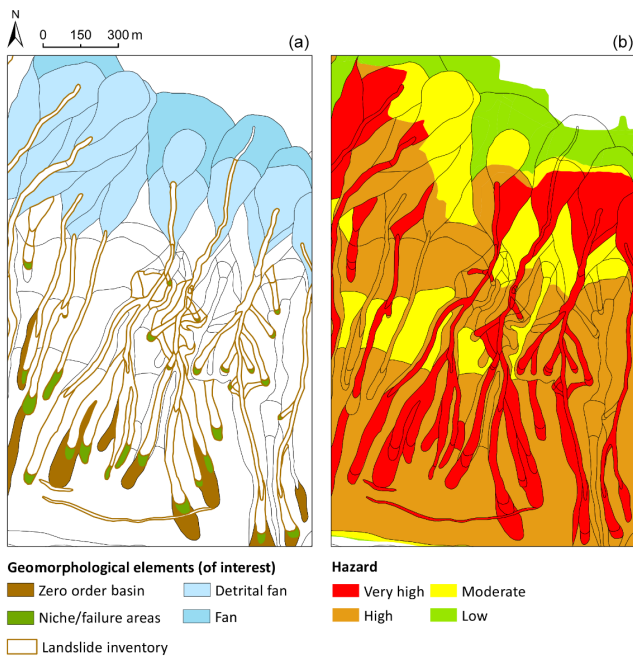 N
0 150 300 m
(a)
(b)
Geomorphological elements (of interest)
Zero order basin
Detrital fan
Niche/failure areas
Fan
Landslide inventory
Hazard
Very high
Moderate
High
Low